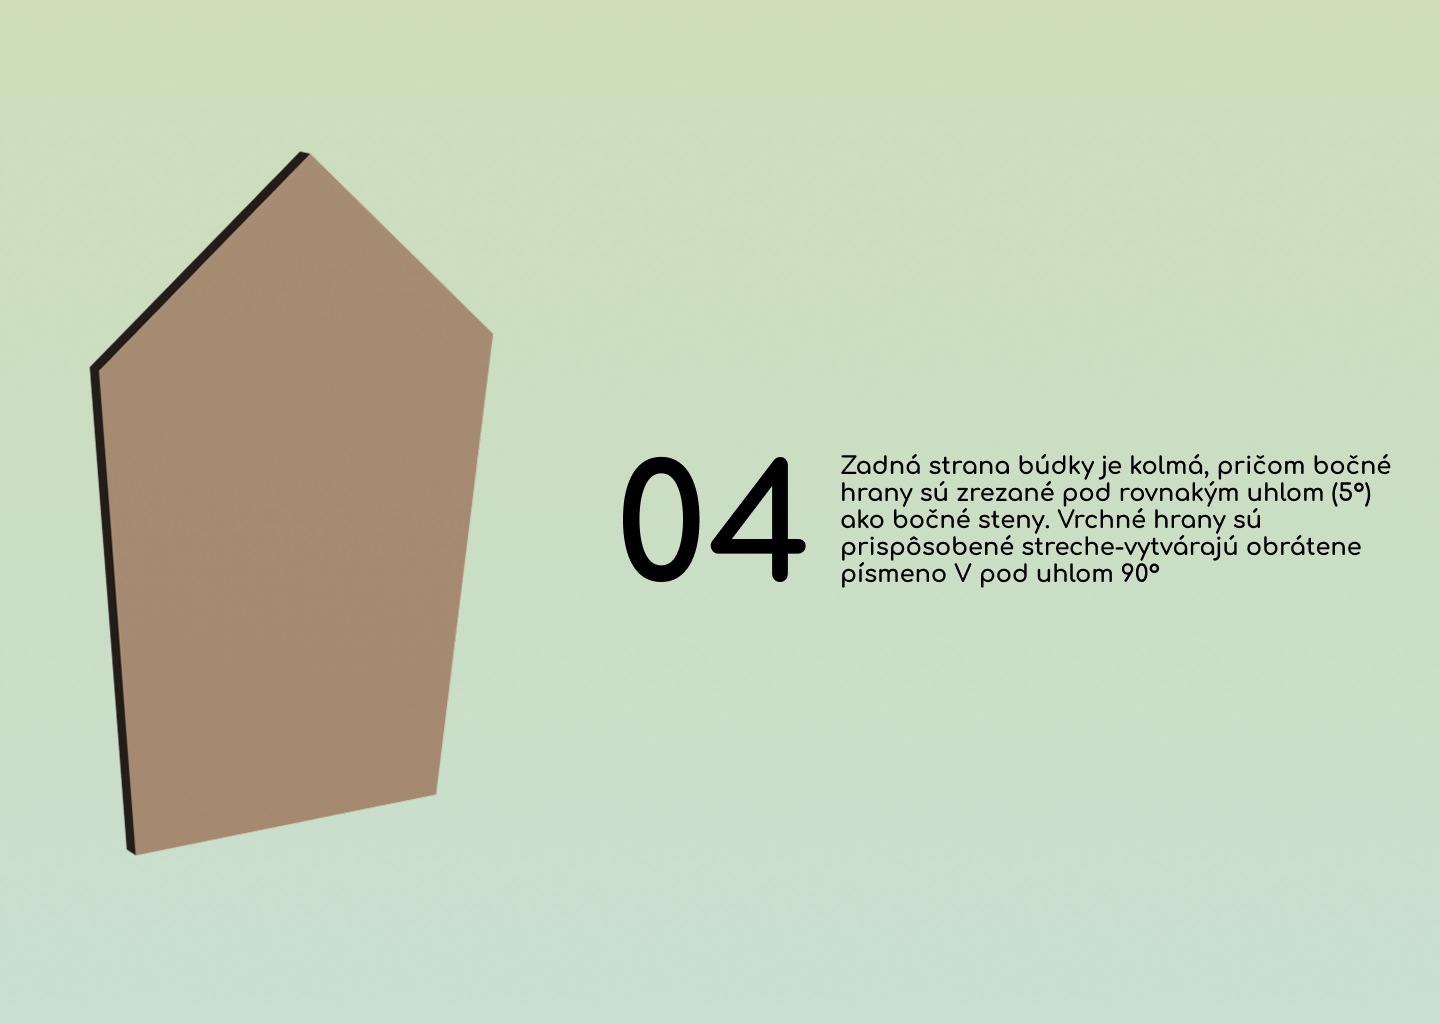 04
Zadná strana búdky je kolmá, pričom bočné
hrany sú zrezané pod rovnakým uhlom (5°)
ako bočné steny. Vrchné hrany sú
prispôsobené streche-vytvárajú obrátene
písmeno V pod uhlom 90°